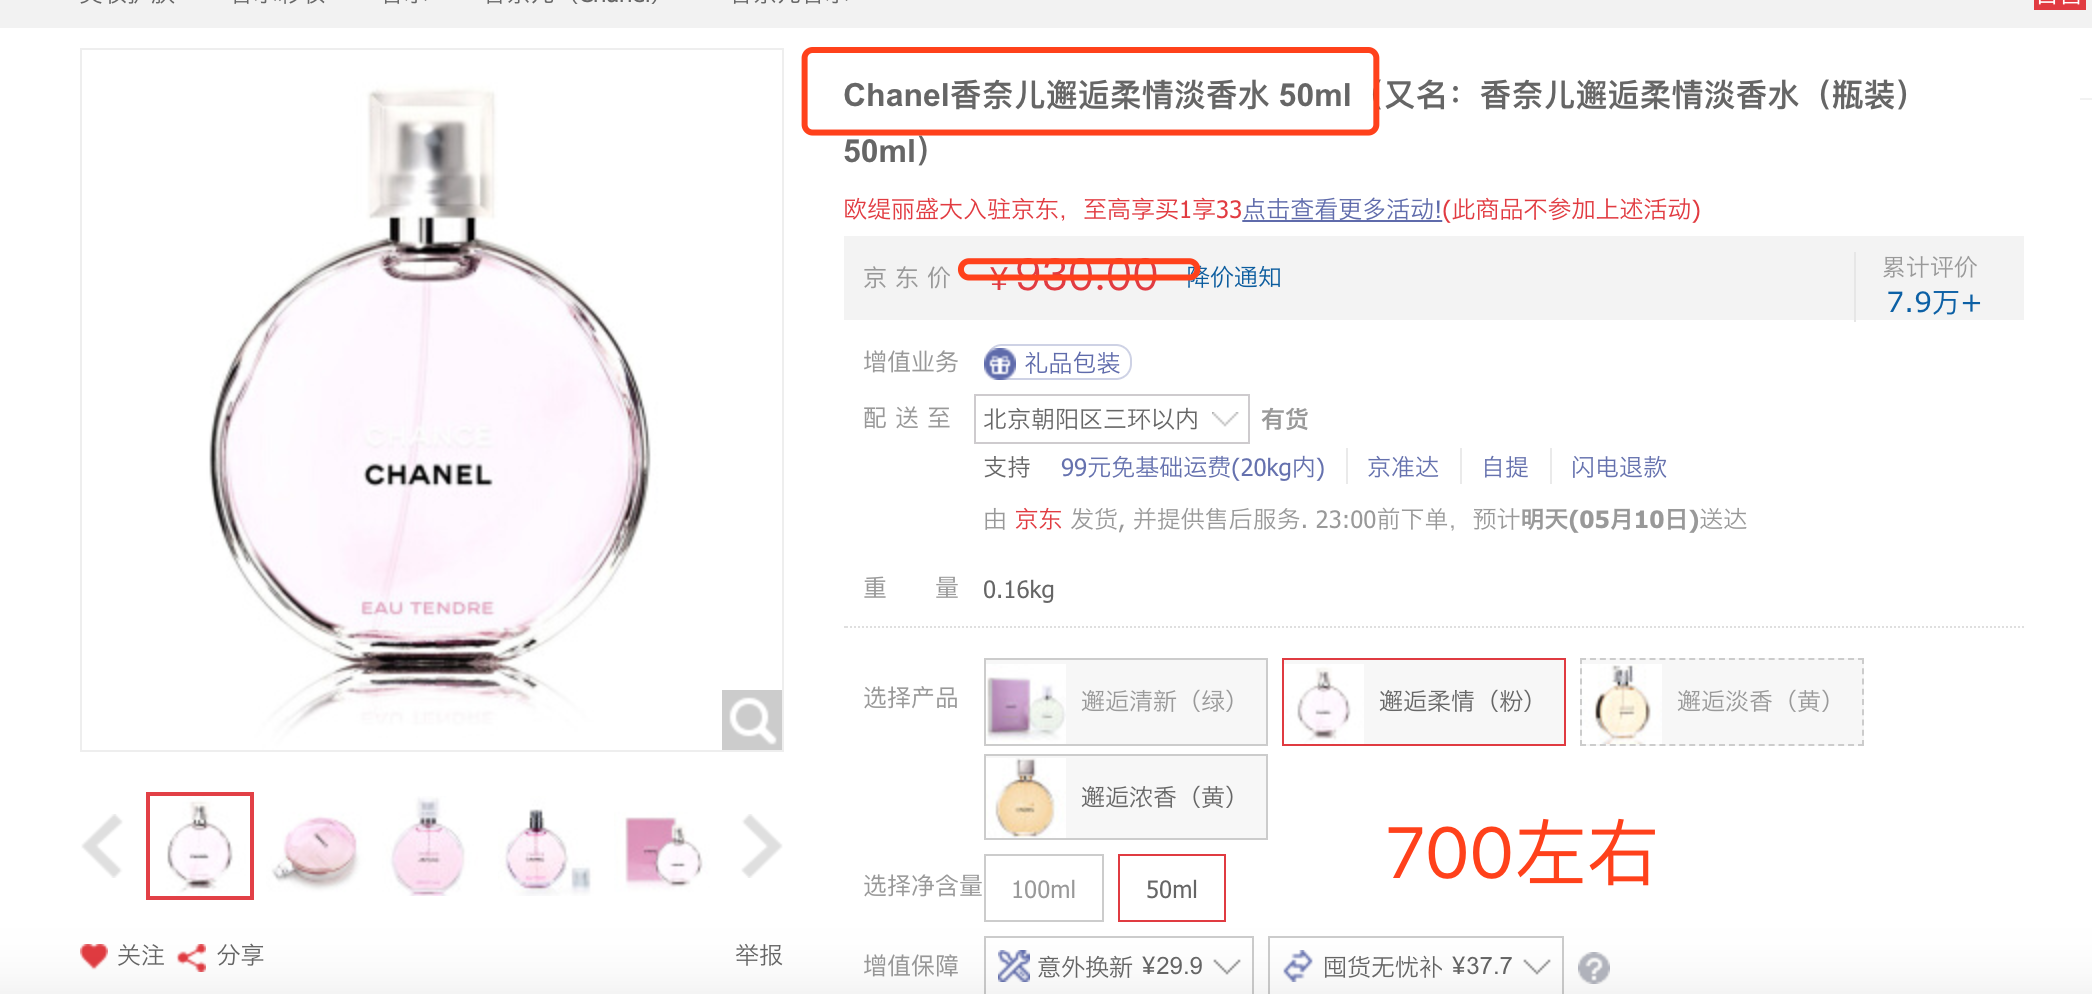 Chanel香奈儿邂逅柔情淡香水 50ml（又名：香奈儿邂逅柔情淡香水（瓶装）
50ml）
欧缇丽盛大入驻京东，至高享买1享33点击查看更多活动!(此商品不参加上述活动)
京东价 ￥930.00 降价通知
累计评价
7.9万+
增值业务 礼品包装
配送至 北京朝阳区三环以内 有货
支持 99元免基础运费(20kg内) 京准达 自提 闪电退款
由 京东 发货, 并提供售后服务. 23:00前下单，预计明天(05月10日)送达
重量 0.16kg
选择产品 邂逅清新（绿） 邂逅柔情（粉） 邂逅淡香（黄）
邂逅浓香（黄）
700左右
选择净含量 100ml 50ml
增值保障 意外换新 ¥29.9 囤货无忧补 ¥37.7 ?
CHANCE
CHANEL
EAU TENDRE
关注 分享 举报